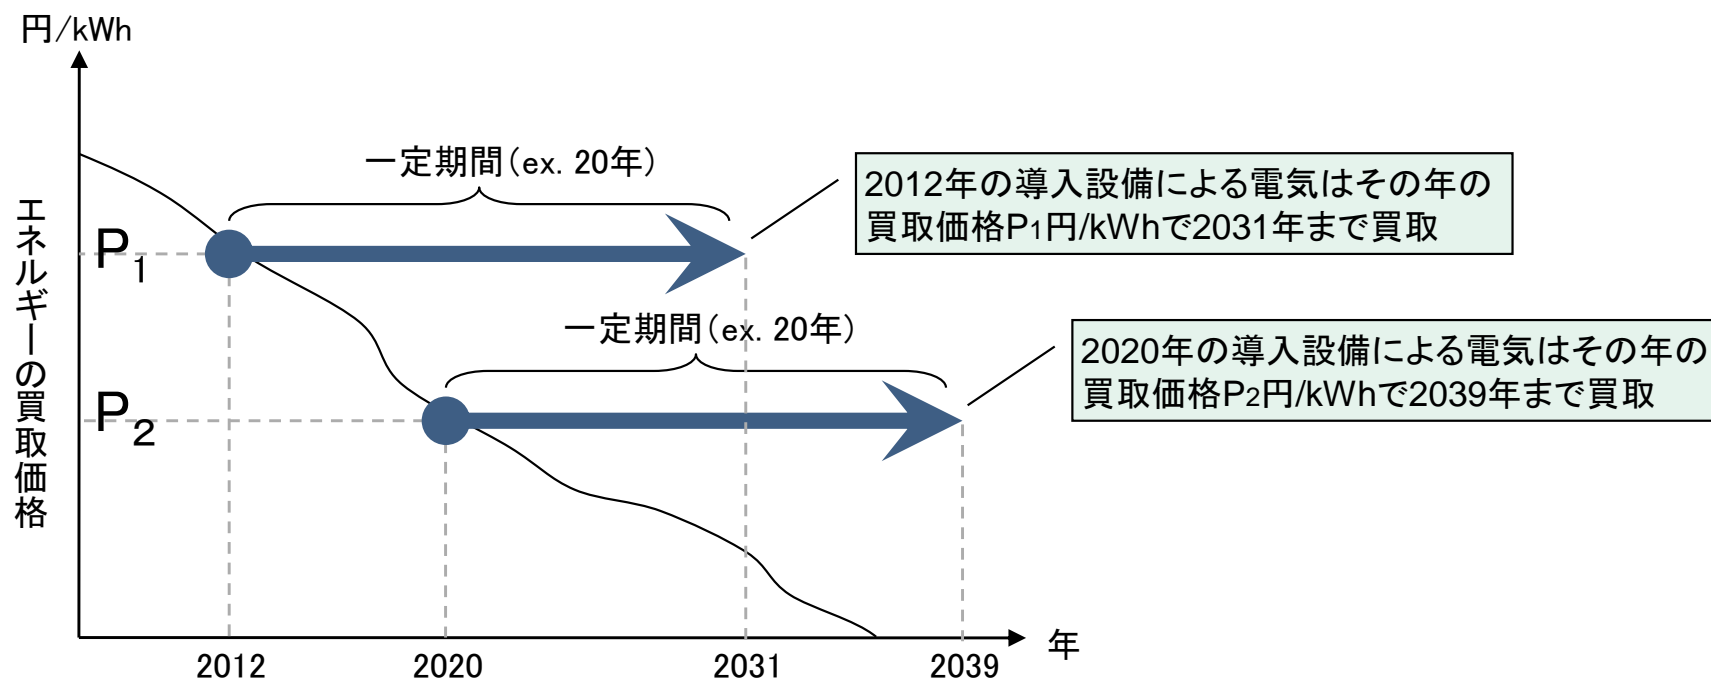 円/kWh
一定期間(ex. 20年)
2012年の導入設備による電気はその年の
買取価格P1円/kWhで2031年まで買取
エネルギーの買取価格
P1
一定期間(ex. 20年)
2020年の導入設備による電気はその年の
買取価格P2円/kWhで2039年まで買取
P2
年
2012
2020
2031
2039